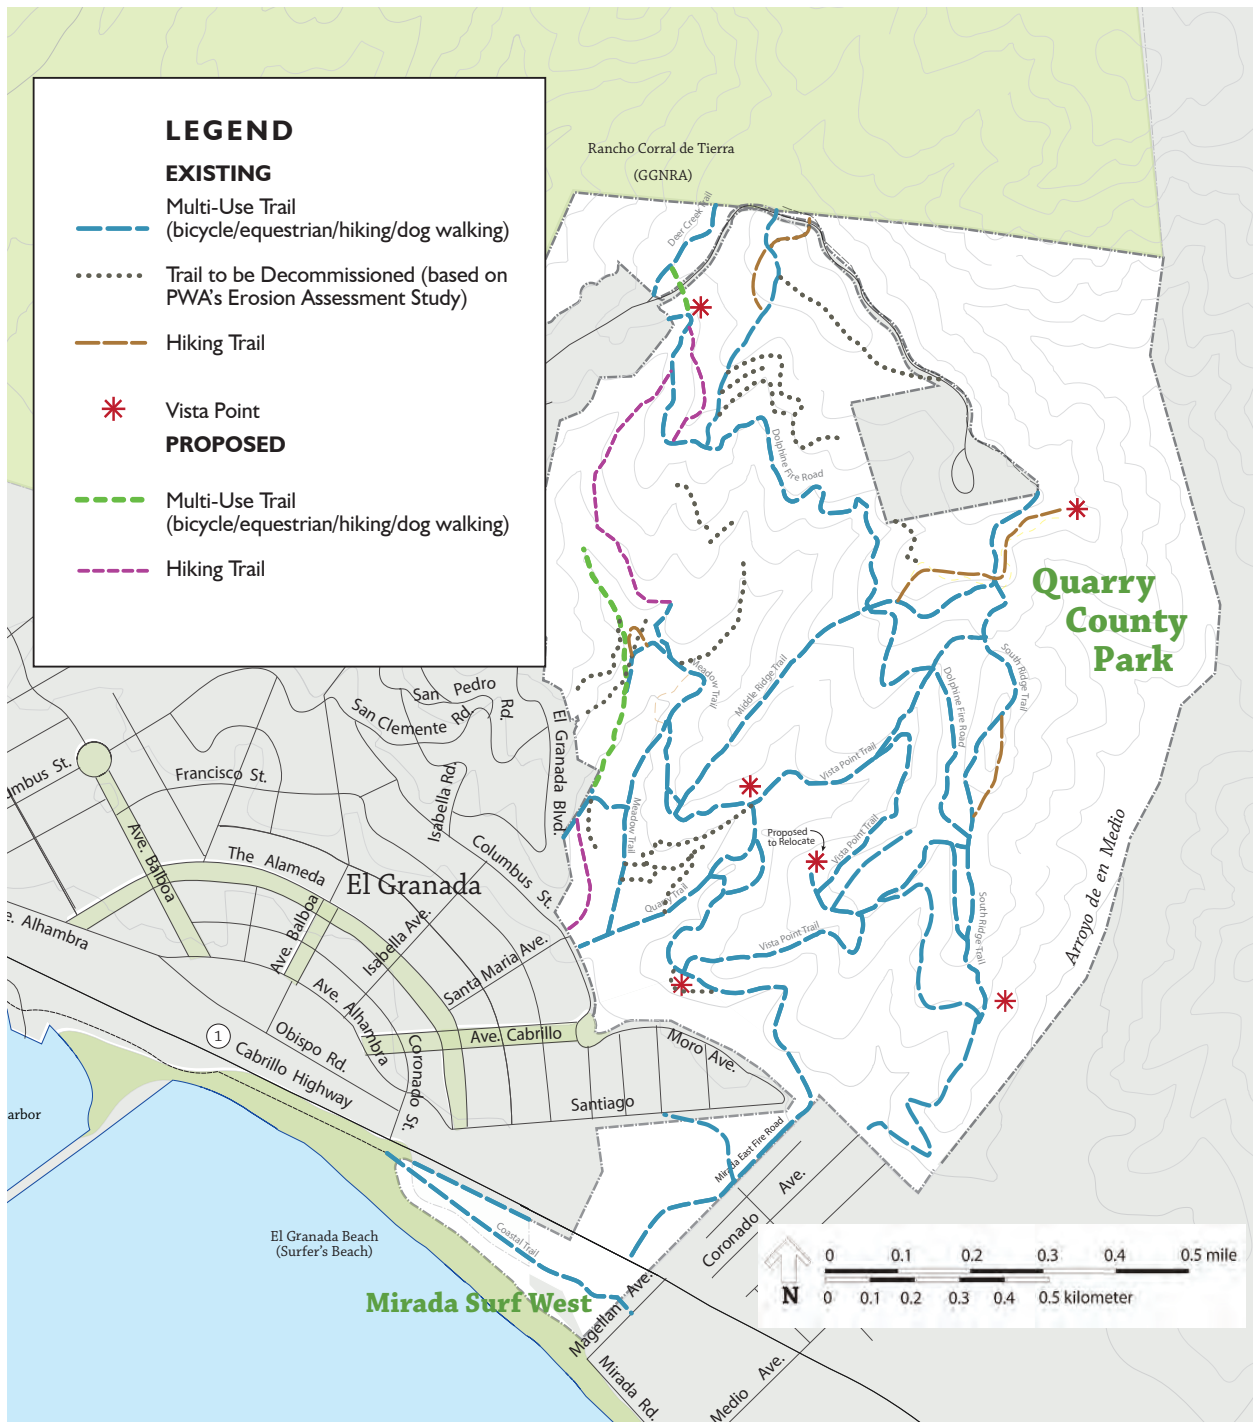 LEGEND
EXISTING
Multi-Use Trail
(bicycle/equestrian/hiking/dog walking)
Trail to be Decommissioned (based on
PWA's Erosion Assessment Study)
Hiking Trail
Vista Point
PROPOSED
Multi-Use Trail
(bicycle/equestrian/hiking/dog walking)
Hiking Trail
Rancho Corral de Tierra
(GGNRA)
Deer Creek Trail
Dolphine Fire Road
Quarry
County
Park
South Ridge Trail
Dolphine Fire Road
Middle Ridge Trail
Meadow Trail
Vista Point Trail
Meadow Trail
Proposed
to Relocate
Vista Point Trail
Quarry Trail
Vista Point Trail
South Ridge Trail
Arroyo de en Medio
San Pedro
Rd.
San Clemente Rd.
El Granada Blvd.
umbus St.
Francisco St.
Isabella Rd.
Ave. Balboa
The Alameda
Columbus St.
El Granada
e. Alhambra
Ave. Balboa
Isabella Ave.
Santa Maria Ave.
Ave. Alhambra
Ave. Cabrillo
Obispo Rd.
1
Cabrillo Highway
Coronado St.
Moro Ave.
Santiago
arbor
Mirada East Fire Road
Coronado Ave.
El Granada Beach
(Surfer's Beach)
Coastal Trail
Mirada Surf West
Magellan Ave.
Mirada Rd.
Medio Ave.
0 0.1 0.2 0.3 0.4 0.5 mile
N
0 0.1 0.2 0.3 0.4 0.5 kilometer